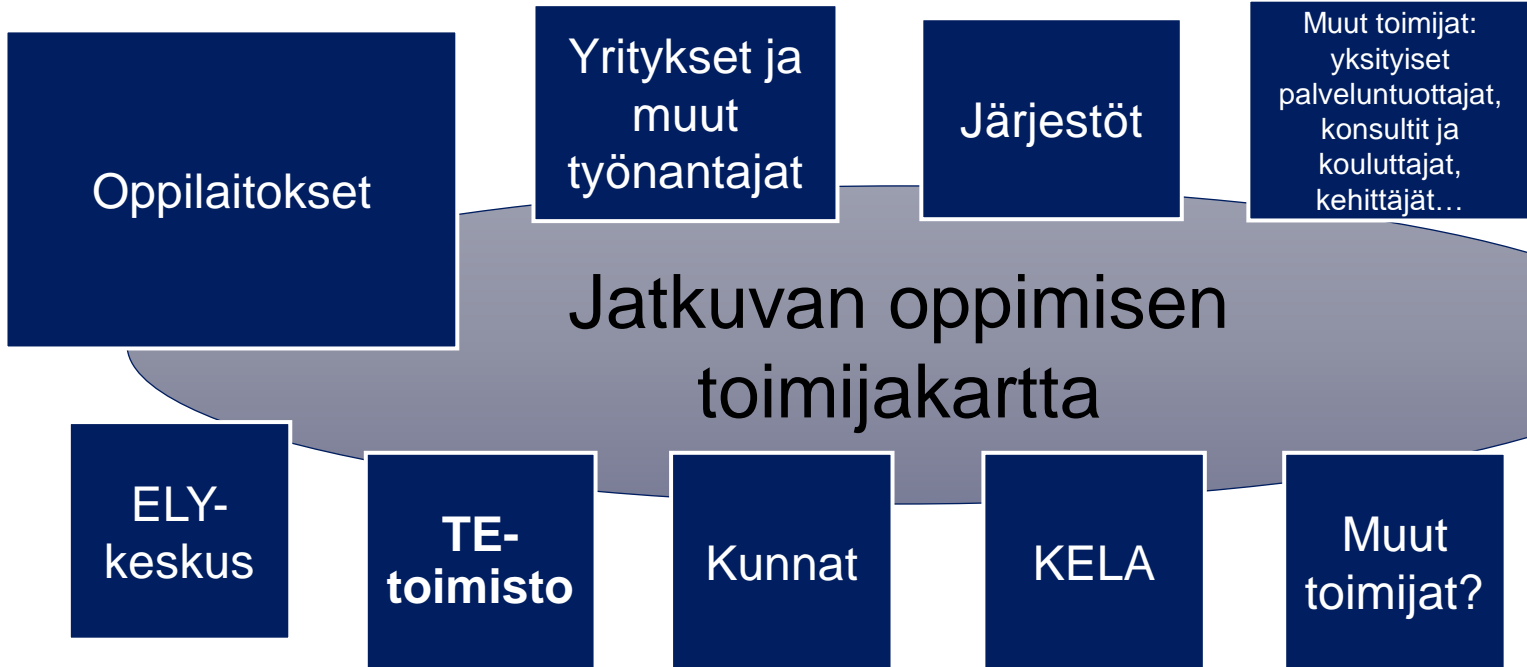 Oppilaitokset
Yritykset ja
muut
työnantajat
Järjestöt
Muut toimijat:
yksityiset
palveluntuottajat,
konsultit ja
kouluttajat,
kehittäjät…
Jatkuvan oppimisen
toimijakartta
ELY-
keskus
TE-
toimisto
Kunnat
KELA
Muut
toimijat?